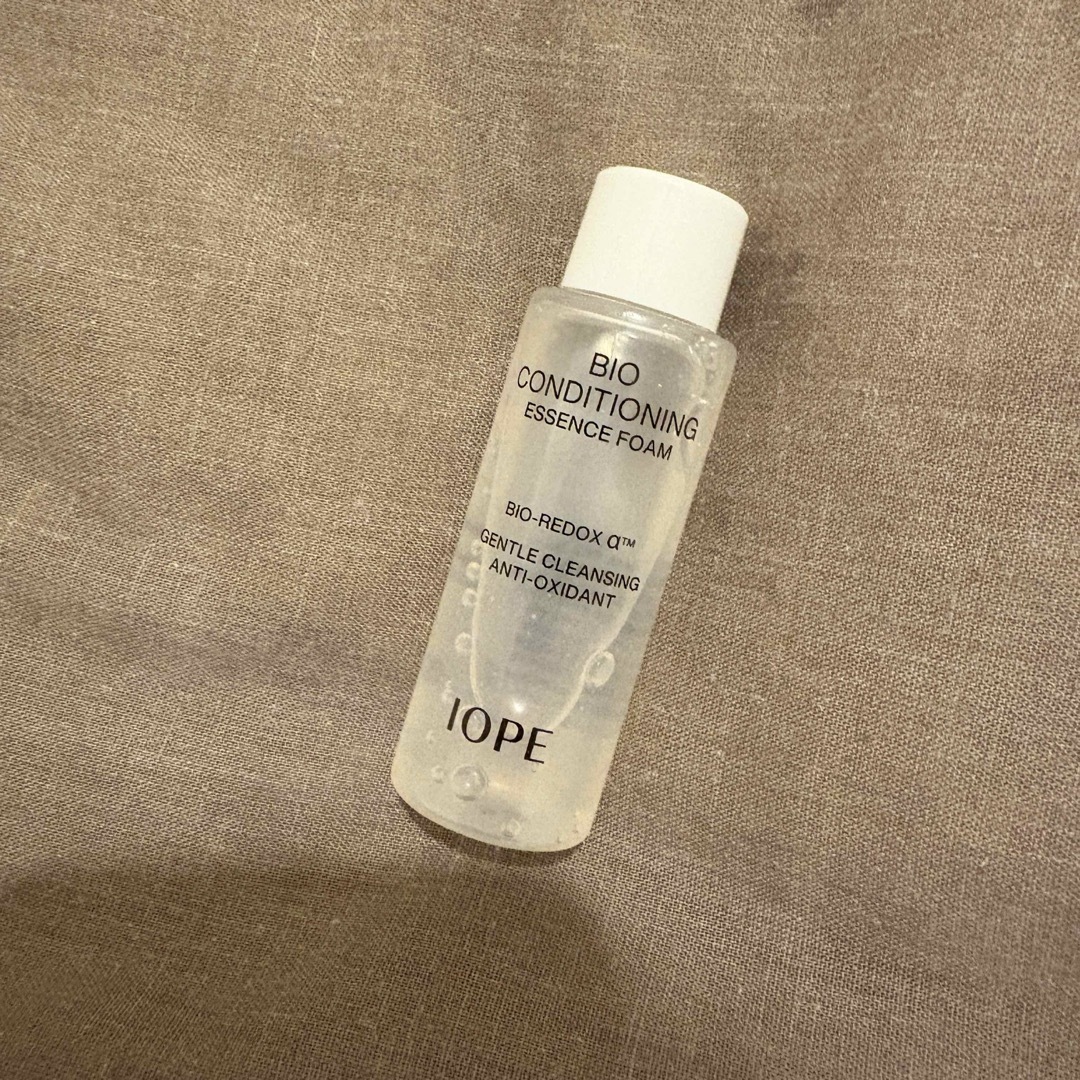 BIO
CONDITIONING
ESSENCE FOAM
BIO-REDOX α™
GENTLE CLEANSING
ANTI-OXIDANT
IOPE